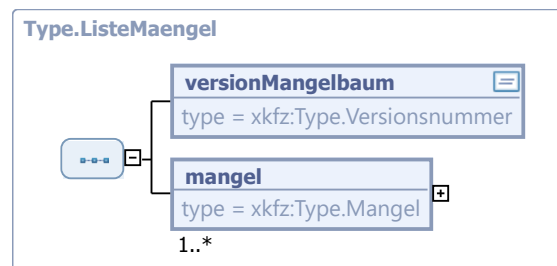 Type.ListeMaengel
versionMangelbaum
type = xkfz:Type.Versionsnummer
mangel
type = xkfz:Type.Mangel
1..*